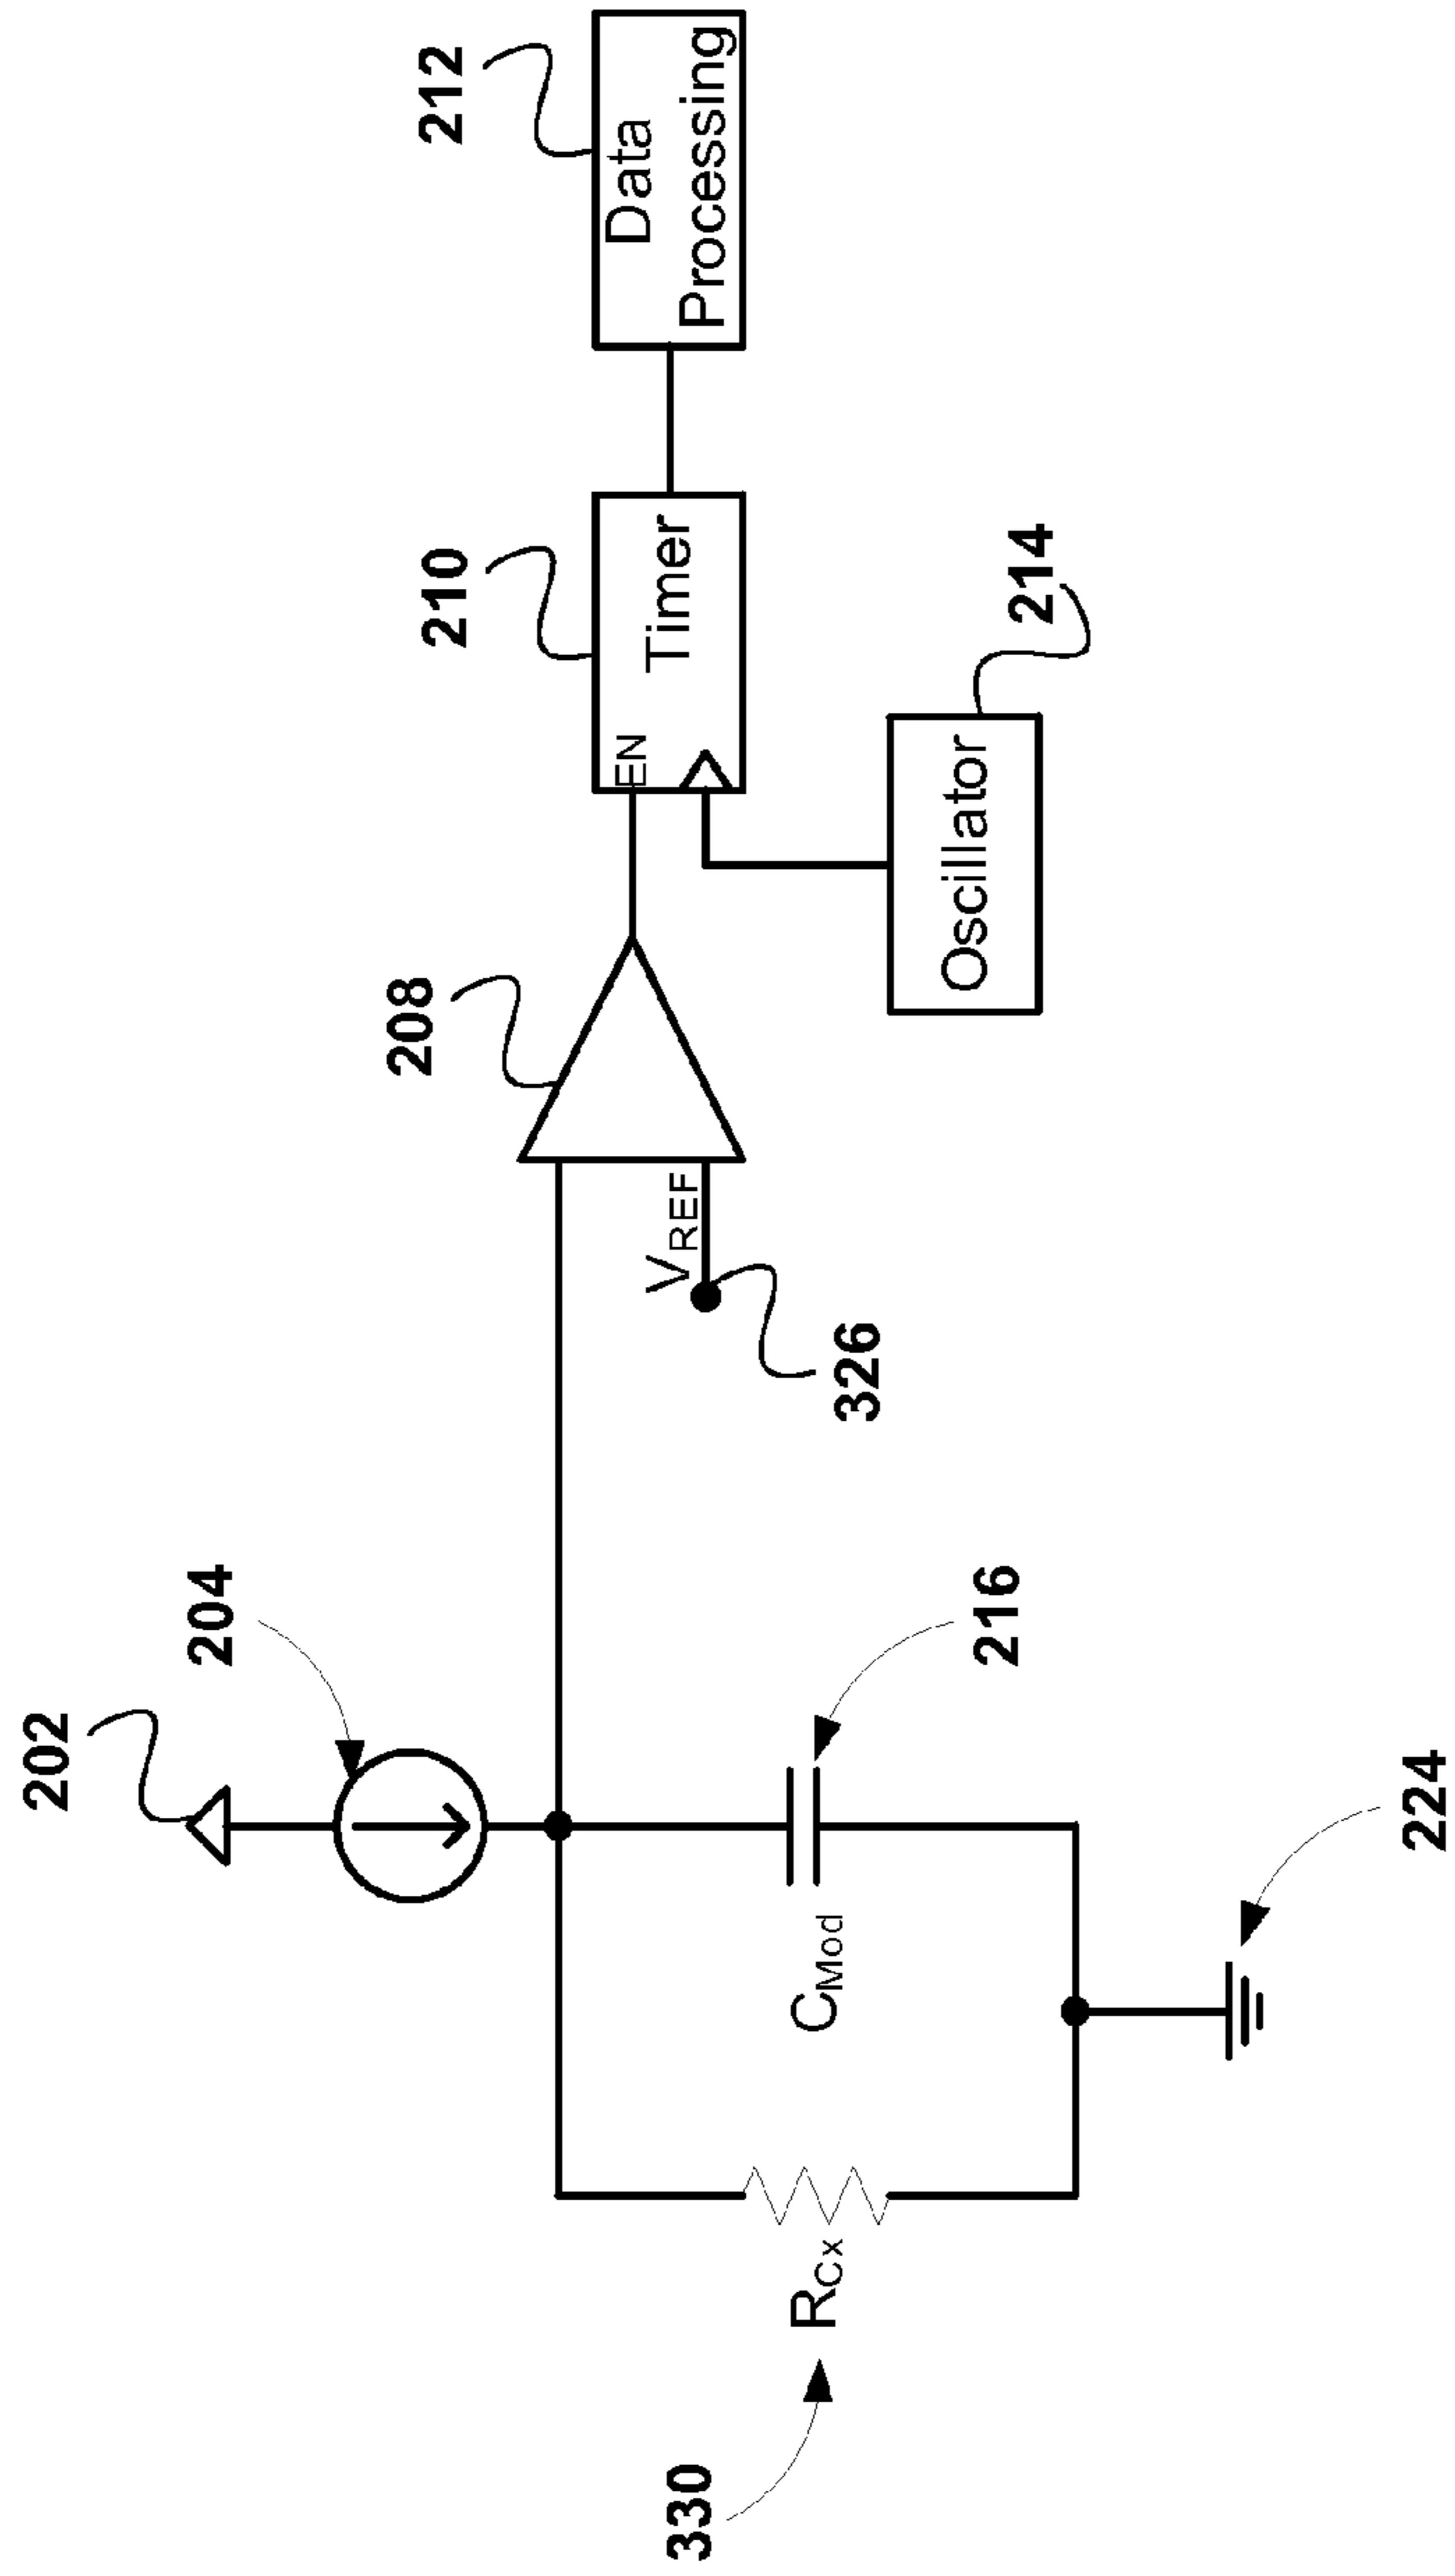 202
204
208
210
212
Data
Processing
Timer
EN
VREF
326
Oscillator
214
330
RCx
CMod
216
224